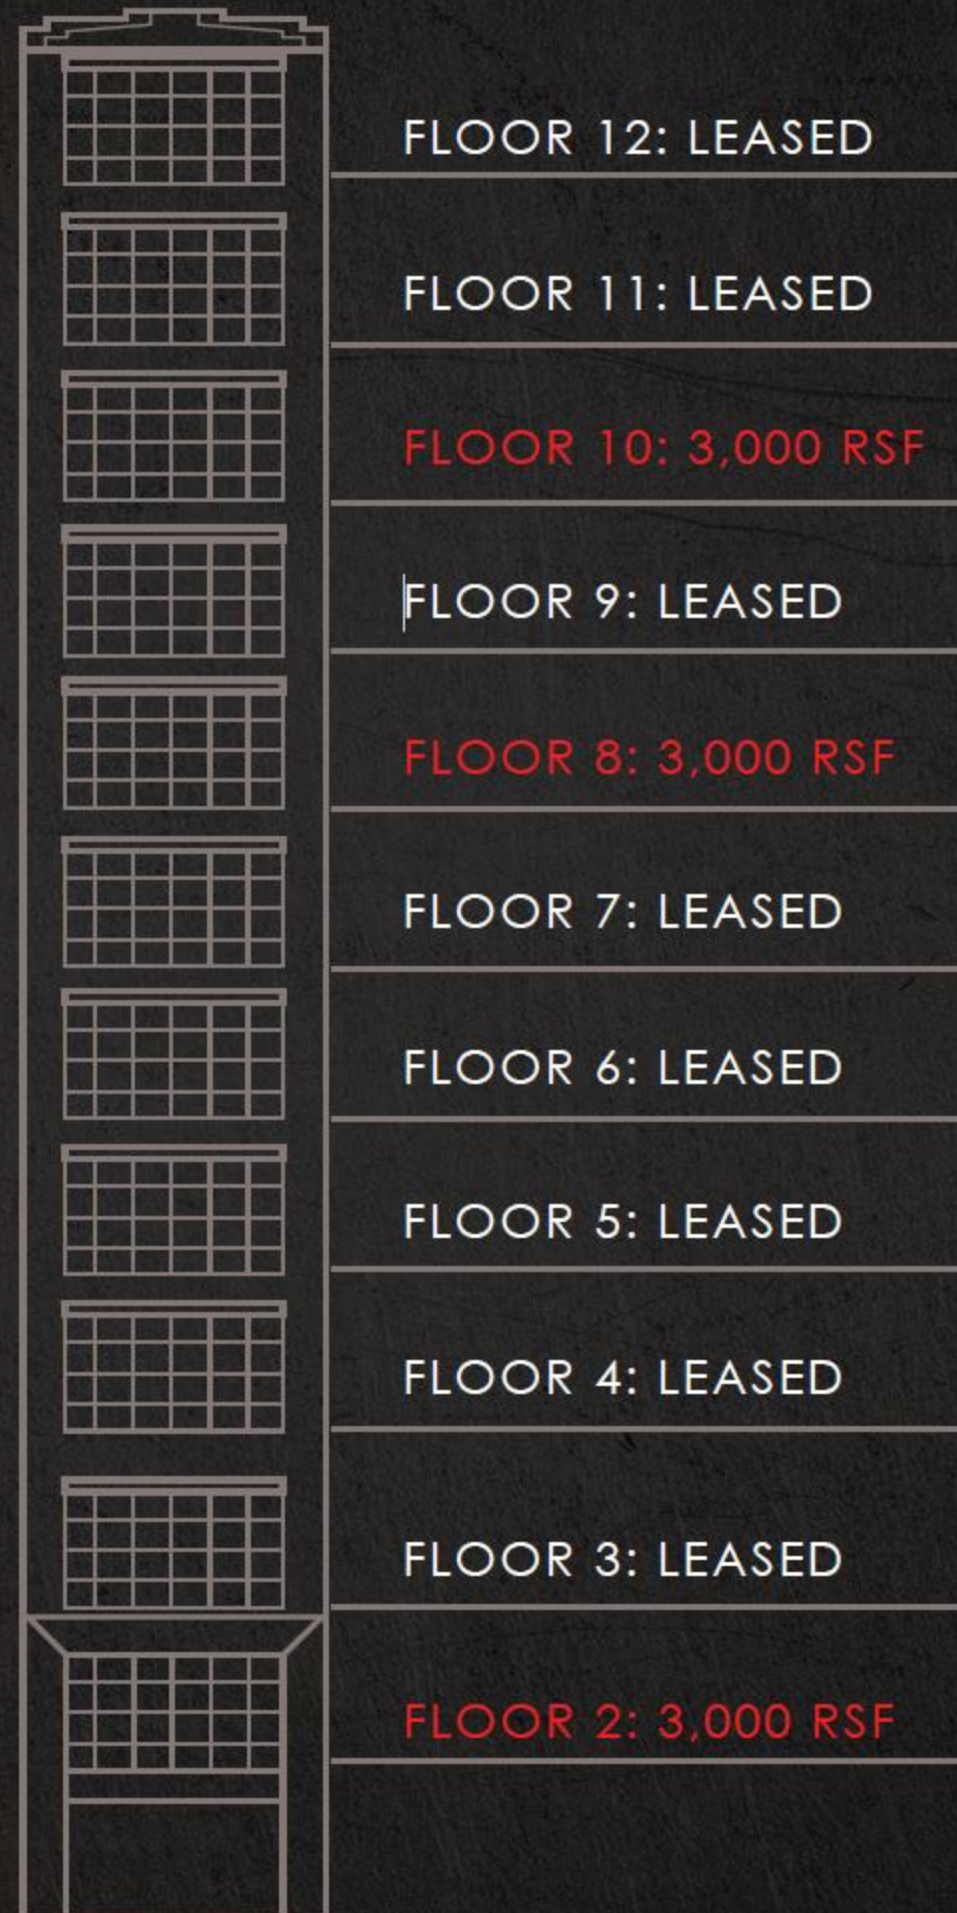 FLOOR 12: LEASED
FLOOR 11: LEASED
FLOOR 10: 3,000 RSF
FLOOR 9: LEASED
FLOOR 8: 3,000 RSF
FLOOR 7: LEASED
FLOOR 6: LEASED
FLOOR 5: LEASED
FLOOR 4: LEASED
FLOOR 3: LEASED
FLOOR 2: 3,000 RSF